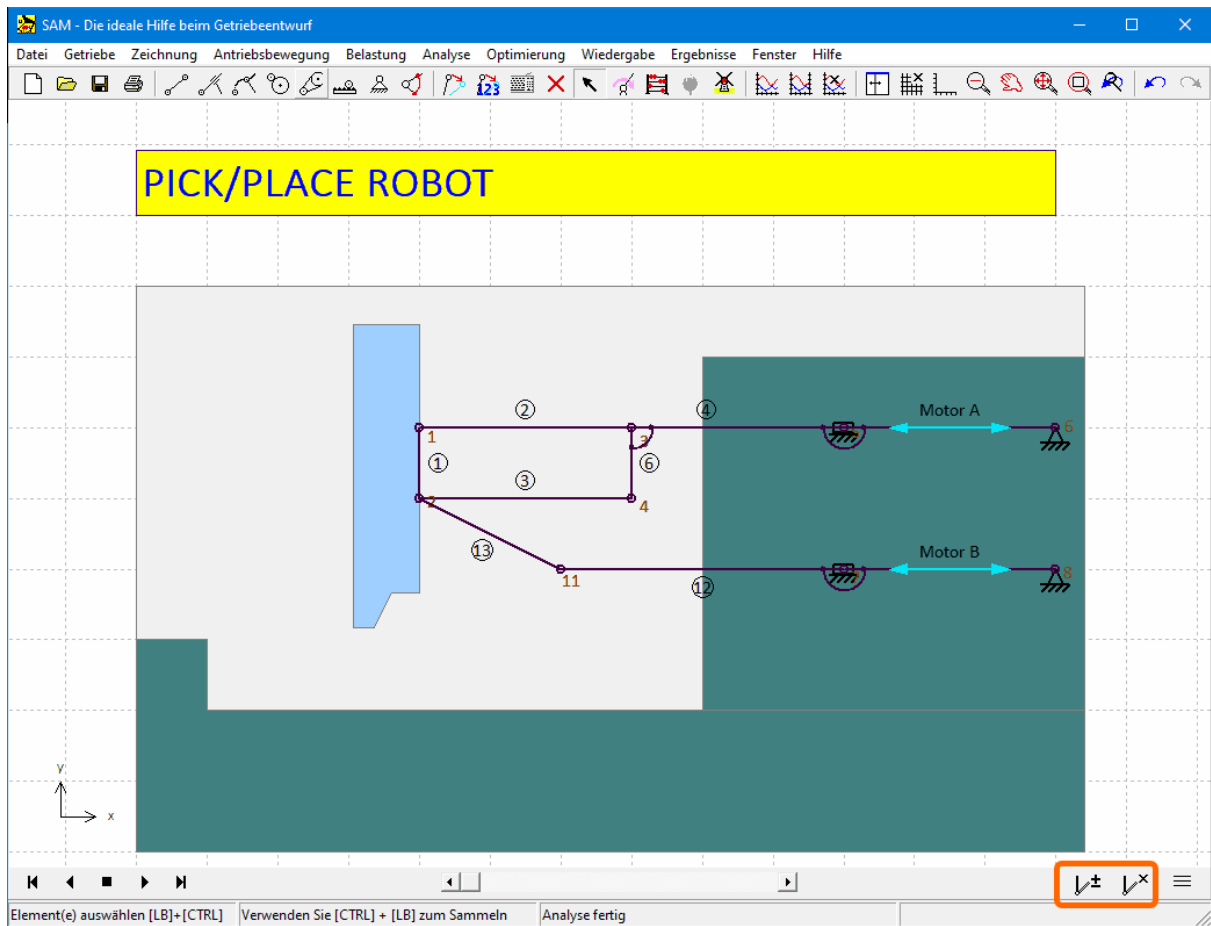 SAM - Die ideale Hilfe beim Getriebeentwurf
Datei Getriebe Zeichnung Antriebsbewegung Belastung Analyse Optimierung Wiedergabe Ergebnisse Fenster Hilfe
123
PICK/PLACE ROBOT
2 4 Motor A
1 3 6
1 6
3
2 4
13 Motor B
11 8
12
y
x
Element(e) auswählen [LB]+[CTRL] Verwenden Sie [CTRL] + [LB] zum Sammeln Analyse fertig